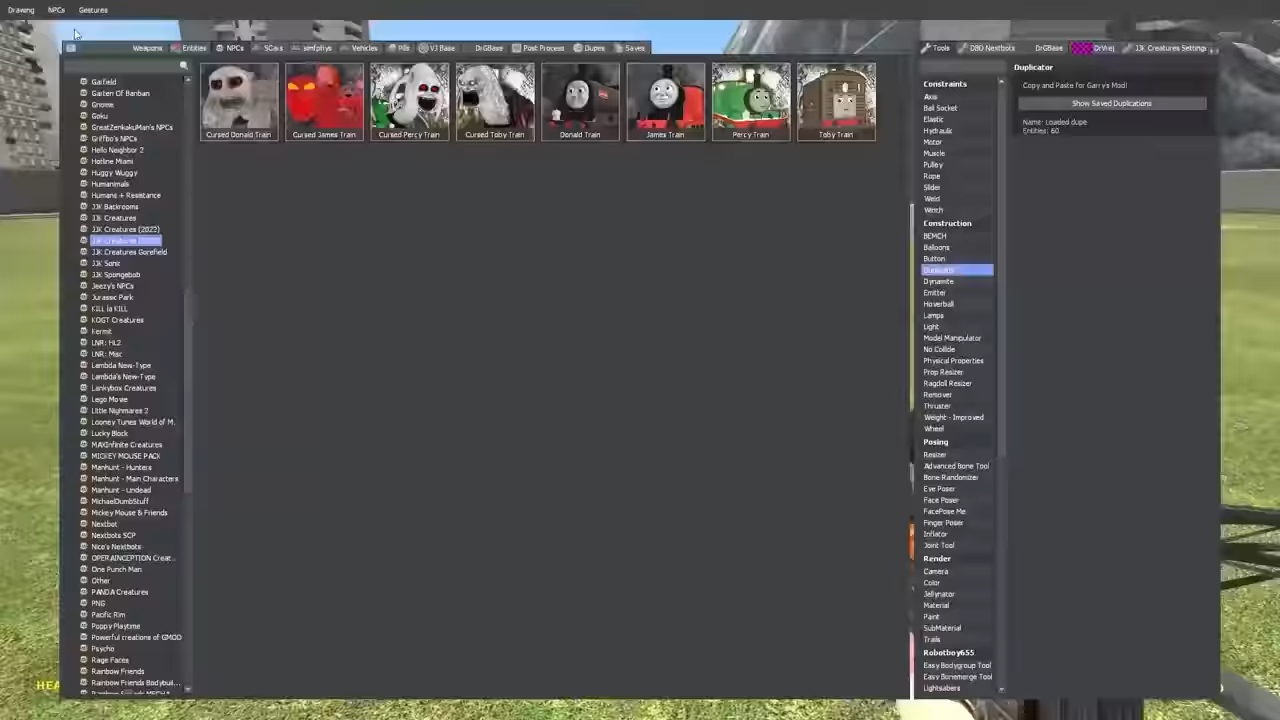 Drawing NPCs Gestures
Weapons Entities NPCs SCars simfphys Vehicles Pills VJ Base DrGBase Post Process Dupes Saves
Tools DBD Nextbots DrGBase DrVrej JJK Creatures Settings
Garfield
Garten Of Banban
Gnome
Goku
GreatZenkakuMan's NPCs
Griffbo's NPCs
Hello Neighbor 2
Hotline Miami
Huggy Wuggy
Humanimals
Humans + Resistance
JJK Backrooms
JJK Creatures
JJK Creatures (2022)
JJK Creatures
JJK Creatures Gorefield
JJK Sonk
JJK Spongebob
Jeezy's NPCs
Jurassic Park
KILL la KILL
KOGT Creatures
Kermit
LNR: HL2
LNR: Misc
Lambda New-Type
Lambda's New-Type
Lankybox Creatures
Lego Movie
Little Nighmares 2
Looney Tunes World of M.
Lucky Block
MAXInfinite Creatures
MICKEY MOUSE PACK
Manhunt - Hunters
Manhunt - Main Characters
Manhunt - Undead
MichaelDumbStuff
Mickey Mouse & Friends
Nextbot
Nextbots SCP
Nico's Nextbots
OPERAINCEPTION Creat...
One Punch Man
Other
PANDA Creatures
PNG
Pacific Rim
Poppy Playtime
Powerful creations of GMOD
Psycho
Rage Faces
Rainbow Friends
Rainbow Friends Bodybuil...
Cursed Donald Train
Cursed James Train
Cursed Percy Train
Cursed Toby Train
Donald Train
James Train
Percy Train
Toby Train
Constraints
Axis
Ball Socket
Elastic
Hydraulic
Motor
Muscle
Pulley
Rope
Slider
Weld
Winch
Construction
BEMCH
Balloons
Button
Duplicator
Dynamite
Emitter
Hoverball
Lamps
Light
Model Manipulator
No Collide
Physical Properties
Prop Resizer
Ragdoll Resizer
Remover
Thruster
Weight - Improved
Wheel
Posing
Resizer
Advanced Bone Tool
Bone Randomizer
Eye Poser
Face Poser
FacePose Me
Finger Poser
Inflator
Joint Tool
Render
Camera
Color
Jellynator
Material
Paint
SubMaterial
Trails
Robotboy655
Easy Bodygroup Tool
Easy Bonemerge Tool
Lightsabers
Duplicator
Copy and Paste for Garry's Mod!
Show Saved Duplications
Name: Loaded dupe
Entities: 60
HEA